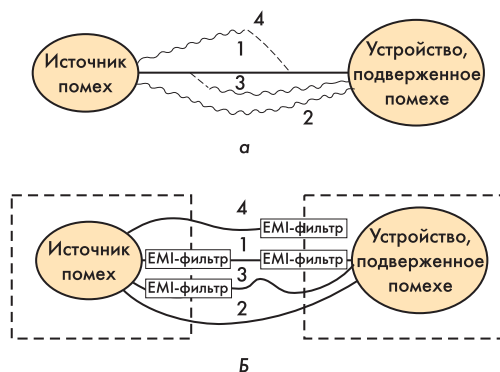 4
Источник
помех
1
Устройство,
подверженное
помехе
3
2
а
4
EMI-фильтр
Источник
помех
1
EMI-фильтр
EMI-фильтр
Устройство,
подверженное
помехе
3
EMI-фильтр
2
Б